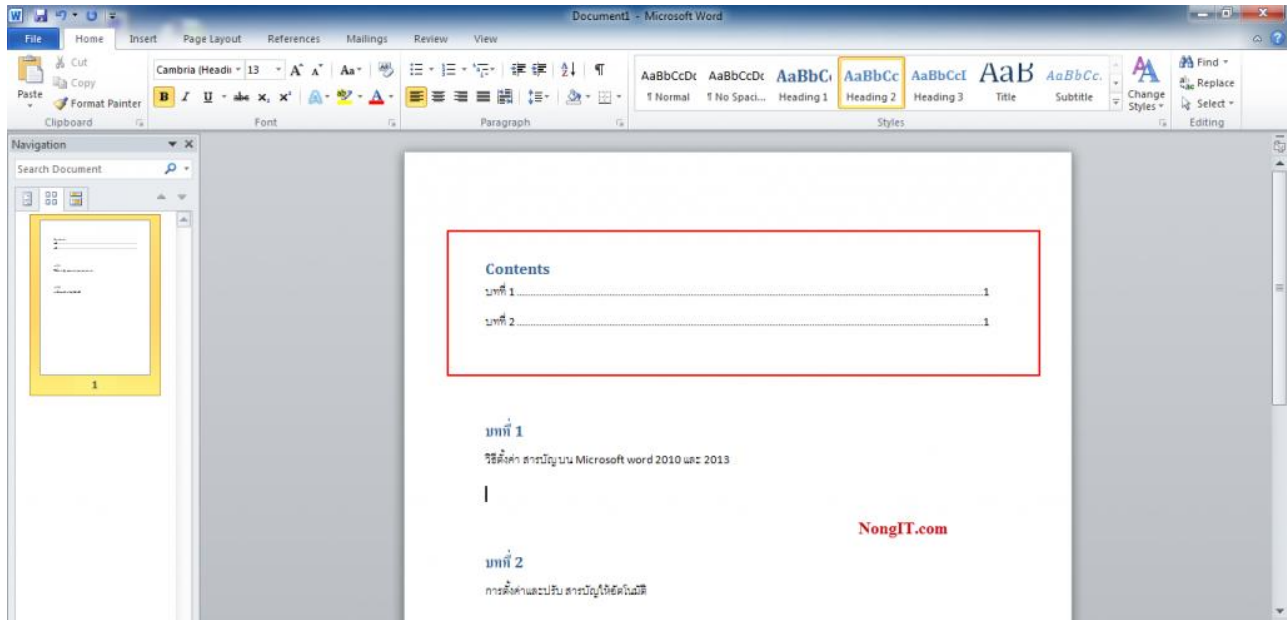 Document1 - Microsoft Word
File Home Insert Page Layout References Mailings Review View
Cut
Copy
Paste
Format Painter
Clipboard
Cambria (Headi 13
Font
Paragraph
AaBbCcDc AaBbCcDc AaBbC AaBbCc AaBbCcI AaB AaBbCc.
¶ Normal ¶ No Spaci... Heading 1 Heading 2 Heading 3 Title Subtitle
Change Styles
Styles
Find
Replace
Select
Editing
Navigation
Search Document
1
Contents
บทที่ 1 1
บทที่ 2 1
บทที่ 1
วิธีตั้งค่า สารบัญบน Microsoft word 2010 และ 2013
NongIT.com
บทที่ 2
การตั้งค่าและปรับ สารบัญให้อัตโนมัติ